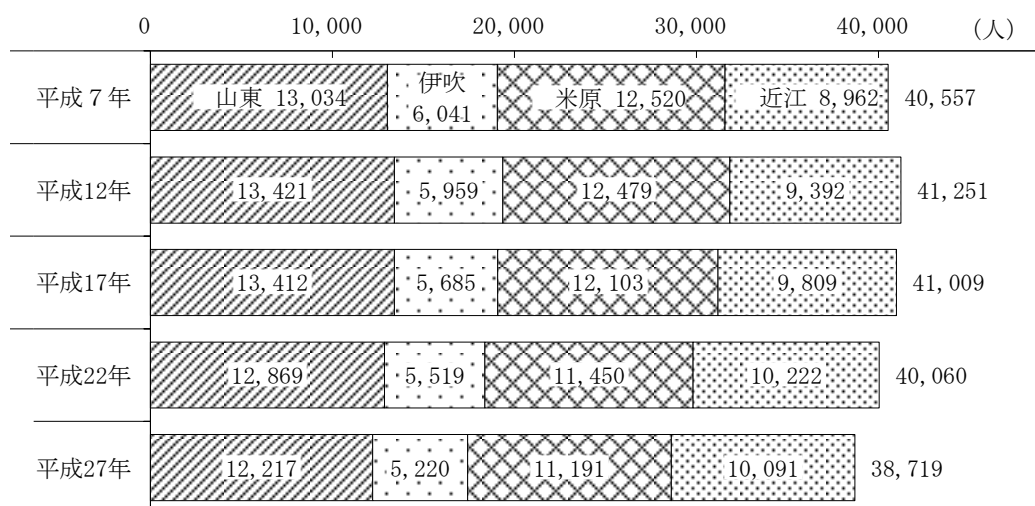 0 10,000 20,000 30,000 40,000 (人)
平成７年 山東 13,034 伊吹 6,041 米原 12,520 近江 8,962 40,557
平成12年 13,421 5,959 12,479 9,392 41,251
平成17年 13,412 5,685 12,103 9,809 41,009
平成22年 12,869 5,519 11,450 10,222 40,060
平成27年 12,217 5,220 11,191 10,091 38,719